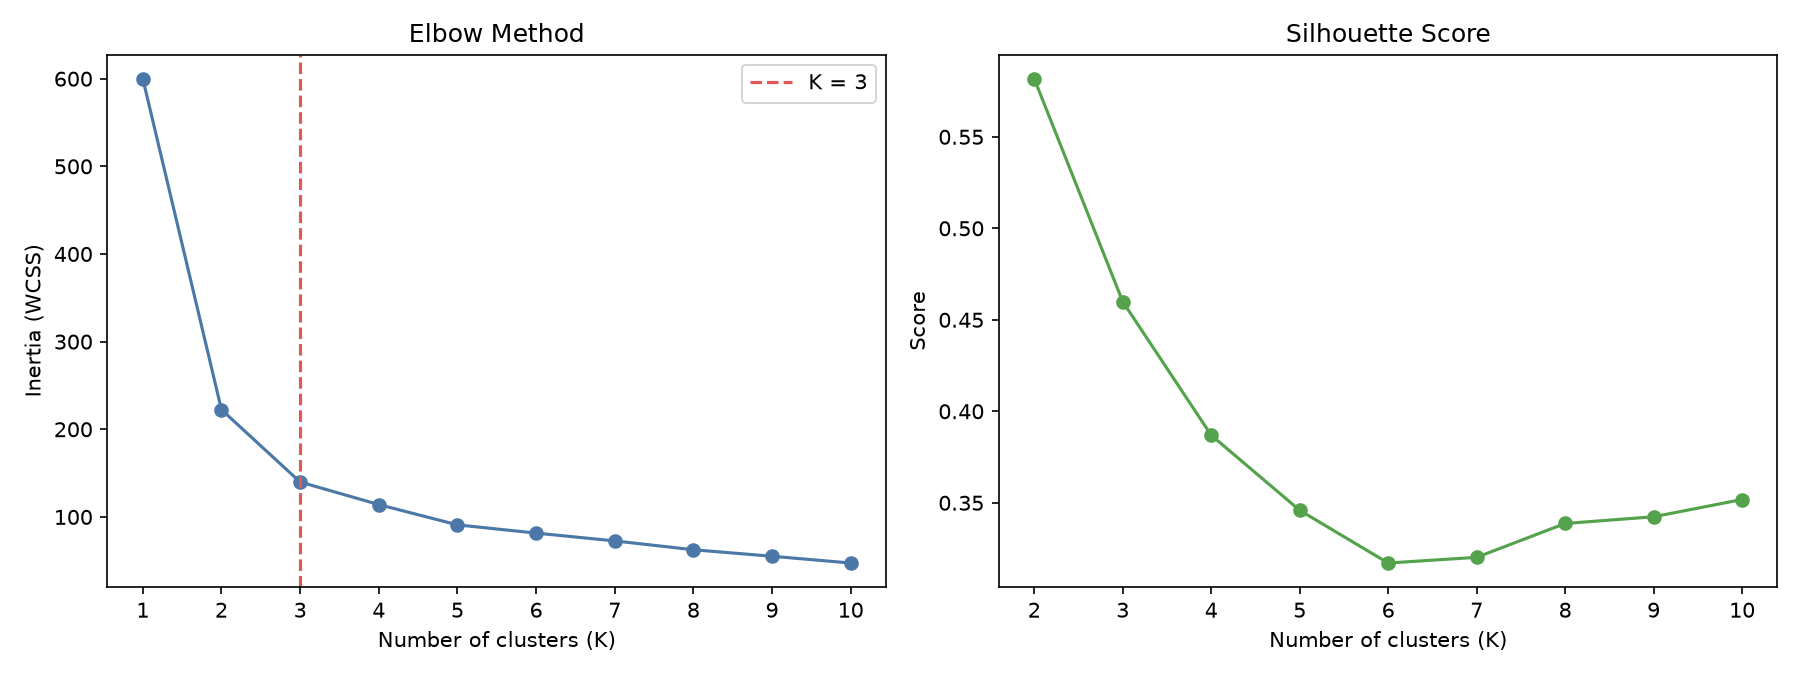 Elbow Method
K = 3
600
500
400
300
200
100
Inertia (WCSS)
1 2 3 4 5 6 7 8 9 10
Number of clusters (K)
Silhouette Score
0.55
0.50
0.45
0.40
0.35
Score
2 3 4 5 6 7 8 9 10
Number of clusters (K)